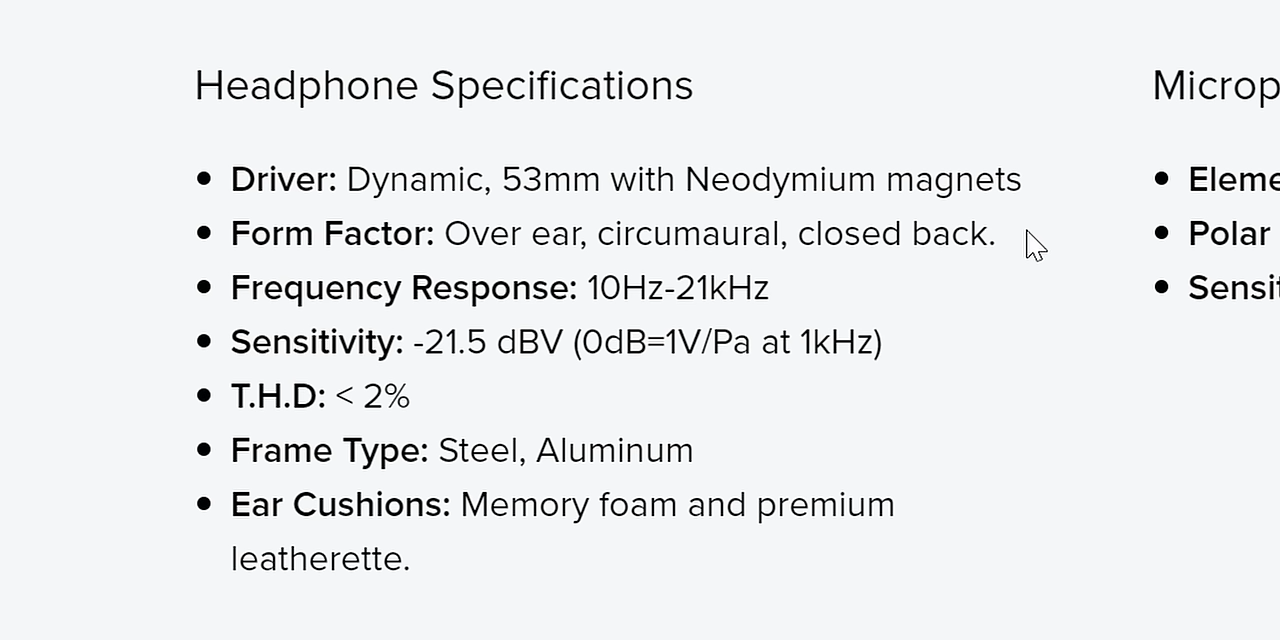 Headphone Specifications
Driver: Dynamic, 53mm with Neodymium magnets
Form Factor: Over ear, circumaural, closed back.
Frequency Response: 10Hz-21kHz
Sensitivity: -21.5 dBV (0dB=1V/Pa at 1kHz)
T.H.D: < 2%
Frame Type: Steel, Aluminum
Ear Cushions: Memory foam and premium
leatherette.
Microp
Eleme
Polar
Sensit